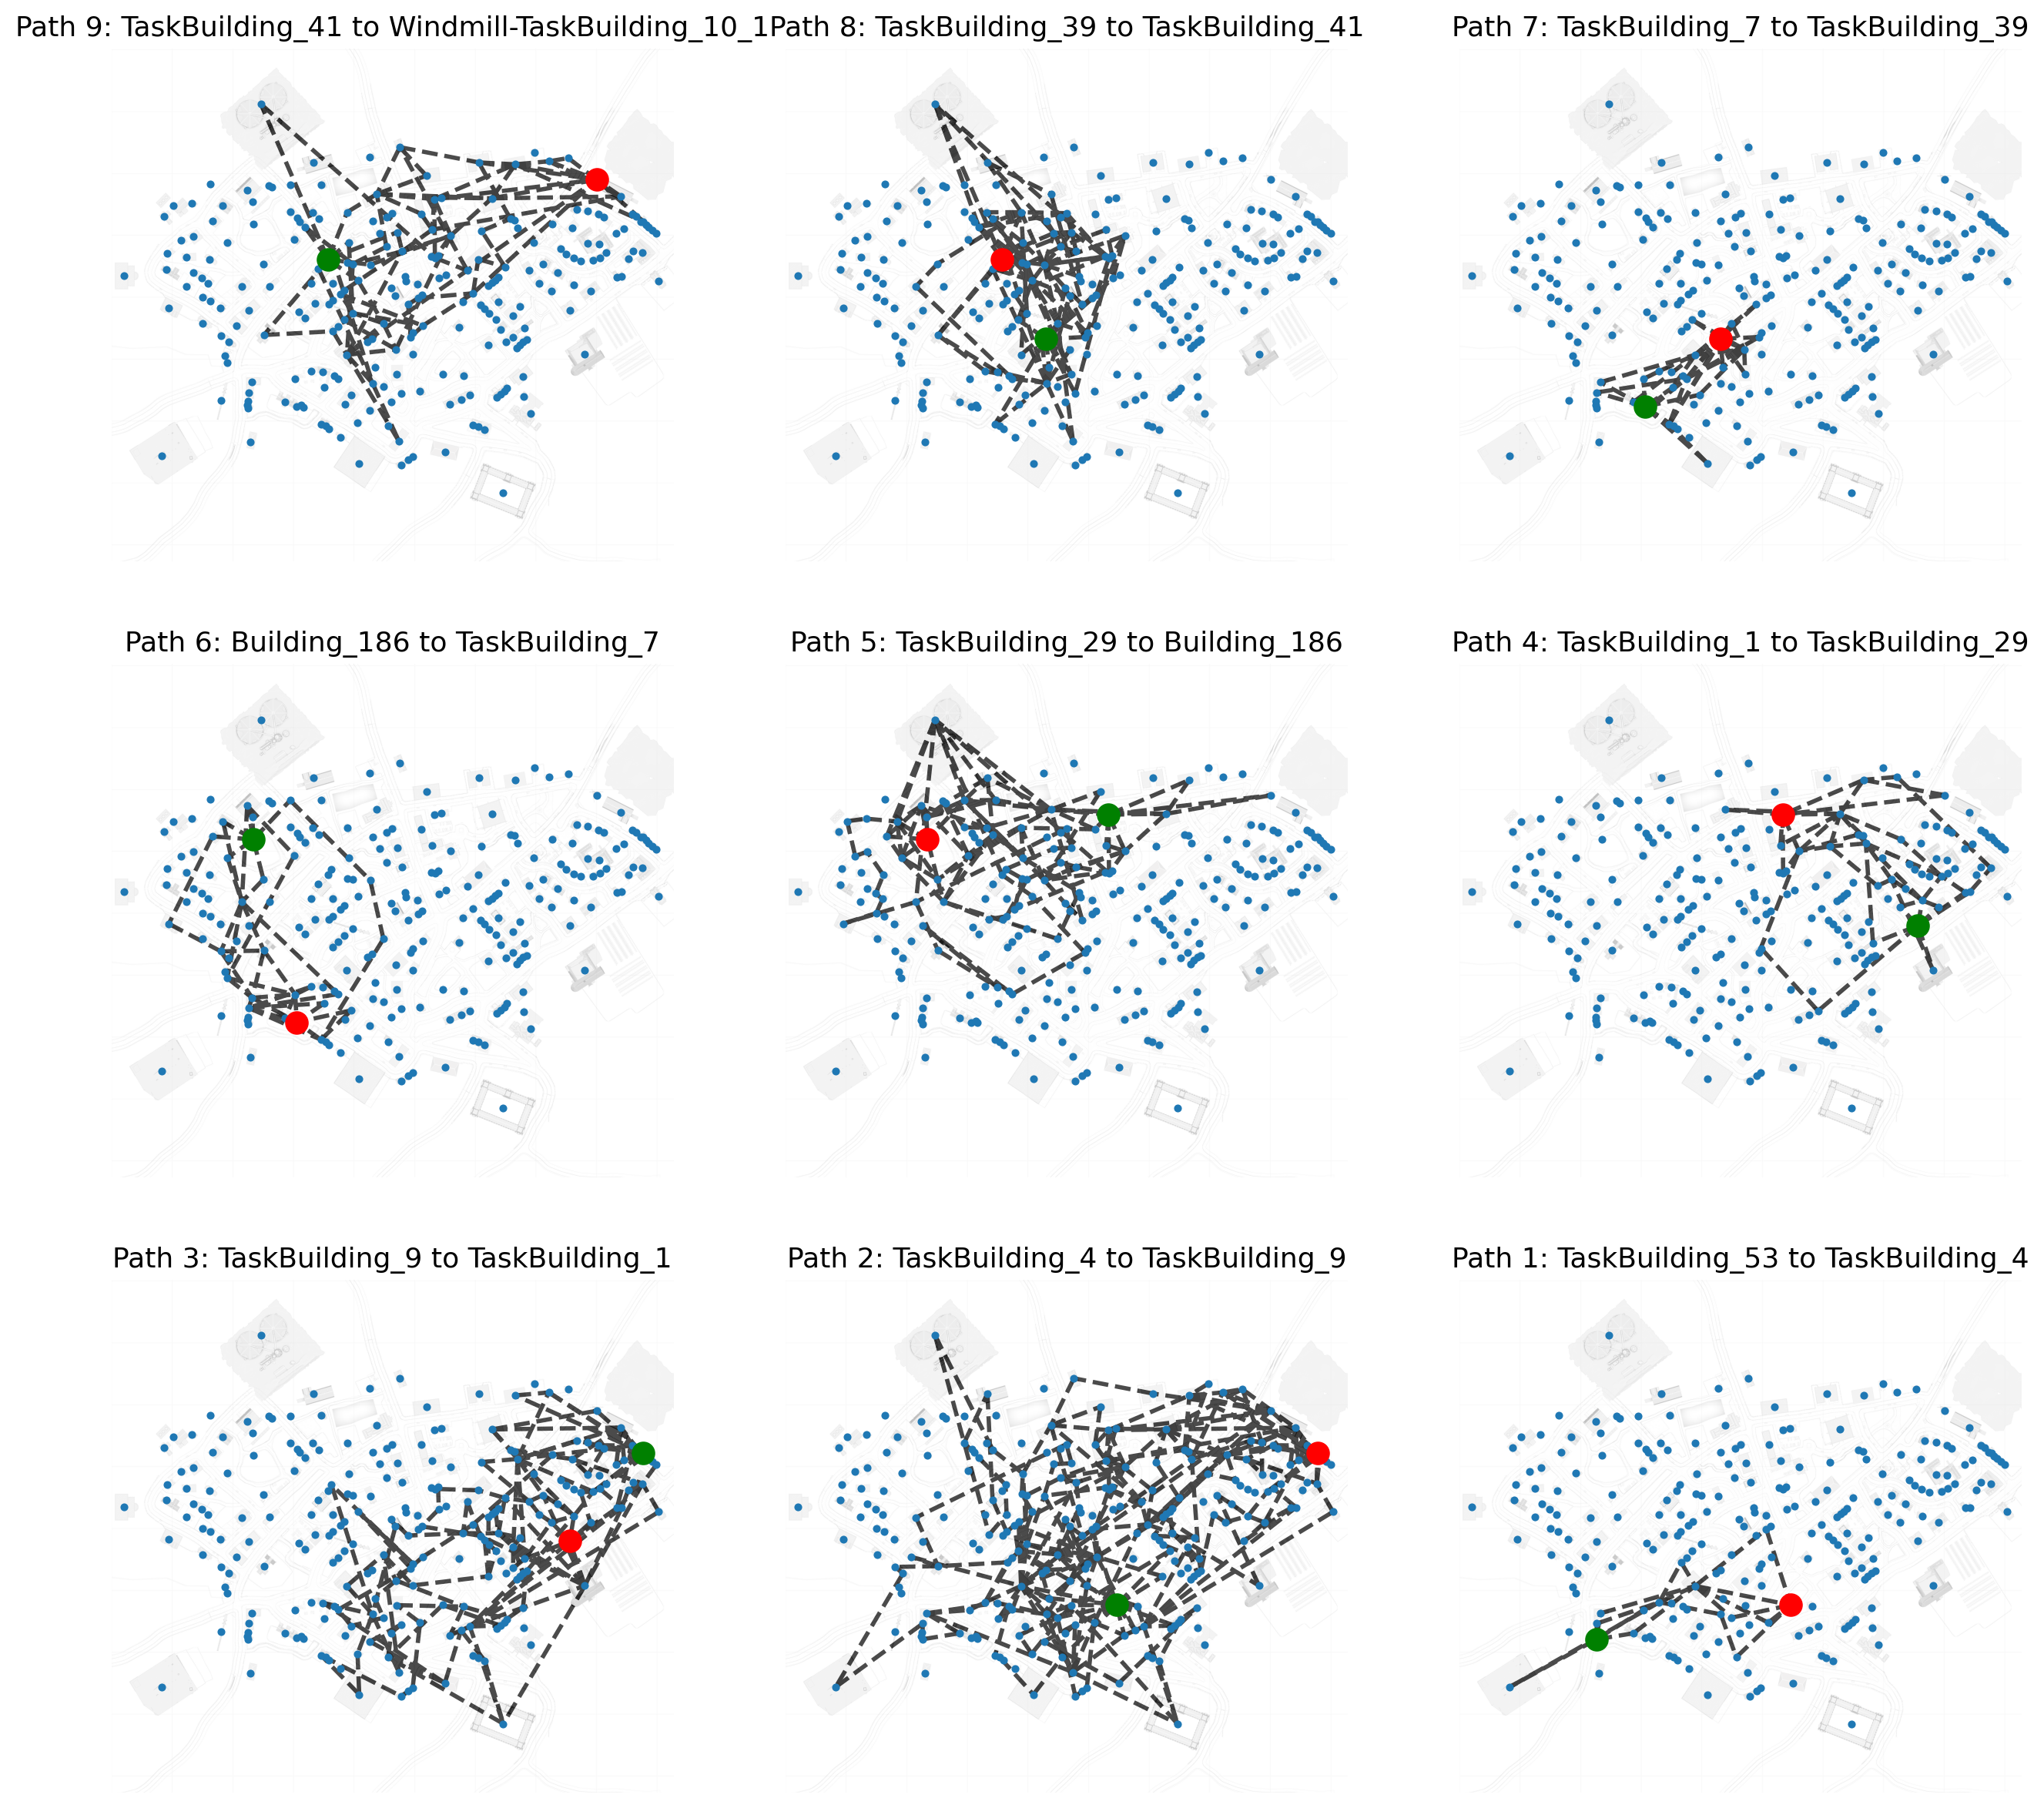 Path 9: TaskBuilding_41 to Windmill-TaskBuilding_10_1
Path 8: TaskBuilding_39 to TaskBuilding_41
Path 7: TaskBuilding_7 to TaskBuilding_39
Path 6: Building_186 to TaskBuilding_7
Path 5: TaskBuilding_29 to Building_186
Path 4: TaskBuilding_1 to TaskBuilding_29
Path 3: TaskBuilding_9 to TaskBuilding_1
Path 2: TaskBuilding_4 to TaskBuilding_9
Path 1: TaskBuilding_53 to TaskBuilding_4